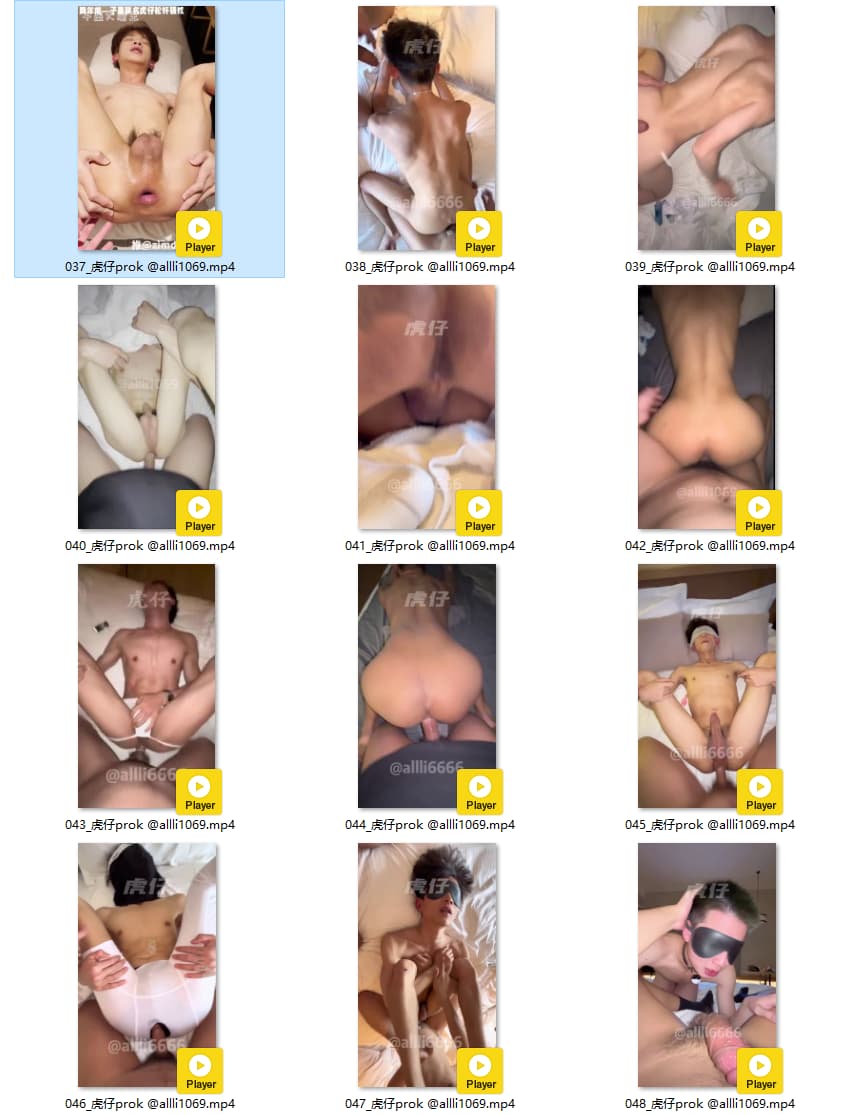 虎仔
虎仔
@allli6666
Player
Player
Player
037_虎仔prok @allli1069.mp4
038_虎仔prok @allli1069.mp4
039_虎仔prok @allli1069.mp4
@allli1069
虎仔
@allli6666
@allli1069
Player
Player
Player
040_虎仔prok @allli1069.mp4
041_虎仔prok @allli1069.mp4
042_虎仔prok @allli1069.mp4
虎仔
虎仔
虎仔
@allli6666
@allli6666
@allli6666
Player
Player
Player
043_虎仔prok @allli1069.mp4
044_虎仔prok @allli1069.mp4
045_虎仔prok @allli1069.mp4
虎仔
虎仔
虎仔
@allli6666
@allli6666
@allli6666
Player
Player
Player
046_虎仔prok @allli1069.mp4
047_虎仔prok @allli1069.mp4
048_虎仔prok @allli1069.mp4